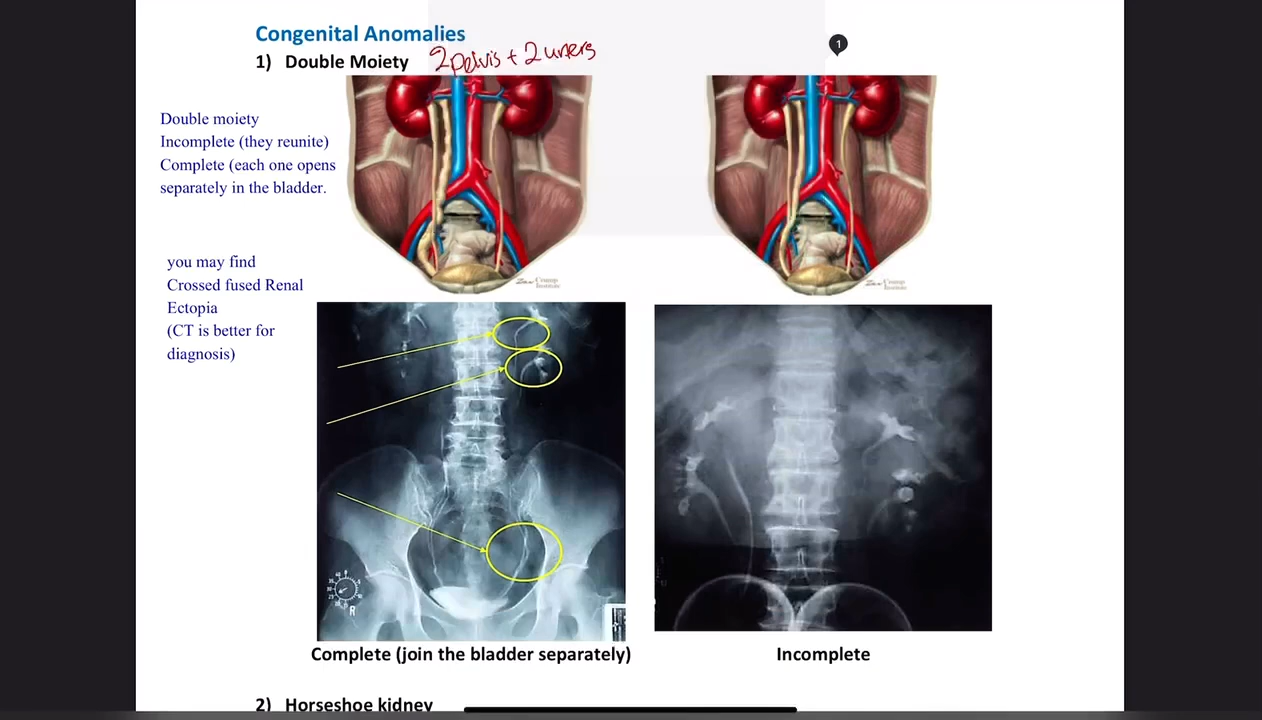 Congenital Anomalies
1) Double Moiety 2 pelvis + 2 urters
1
Double moiety
Incomplete (they reunite)
Complete (each one opens
separately in the bladder.
you may find
Crossed fused Renal
Ectopia
(CT is better for
diagnosis)
R
Complete (join the bladder separately)
Incomplete
2) Horseshoe kidney